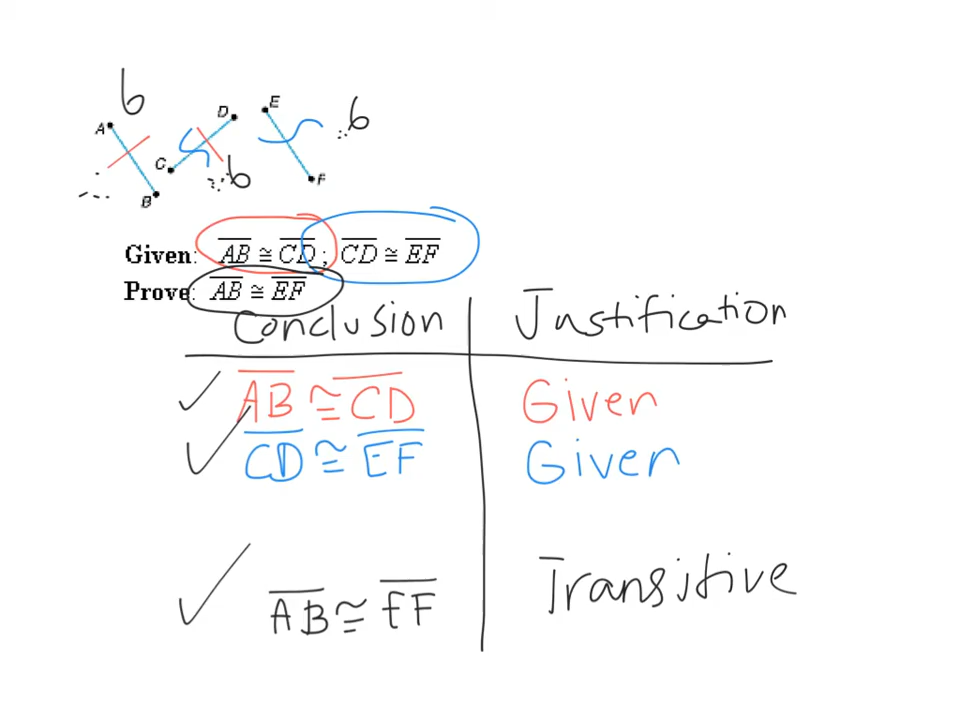 6
A D E 6
C 6
B F
Given: AB ≅ CD ; CD ≅ EF
Prove: AB ≅ EF
Conclusion Justification
AB ≅ CD Given
CD ≅ EF Given
AB ≅ EF Transitive